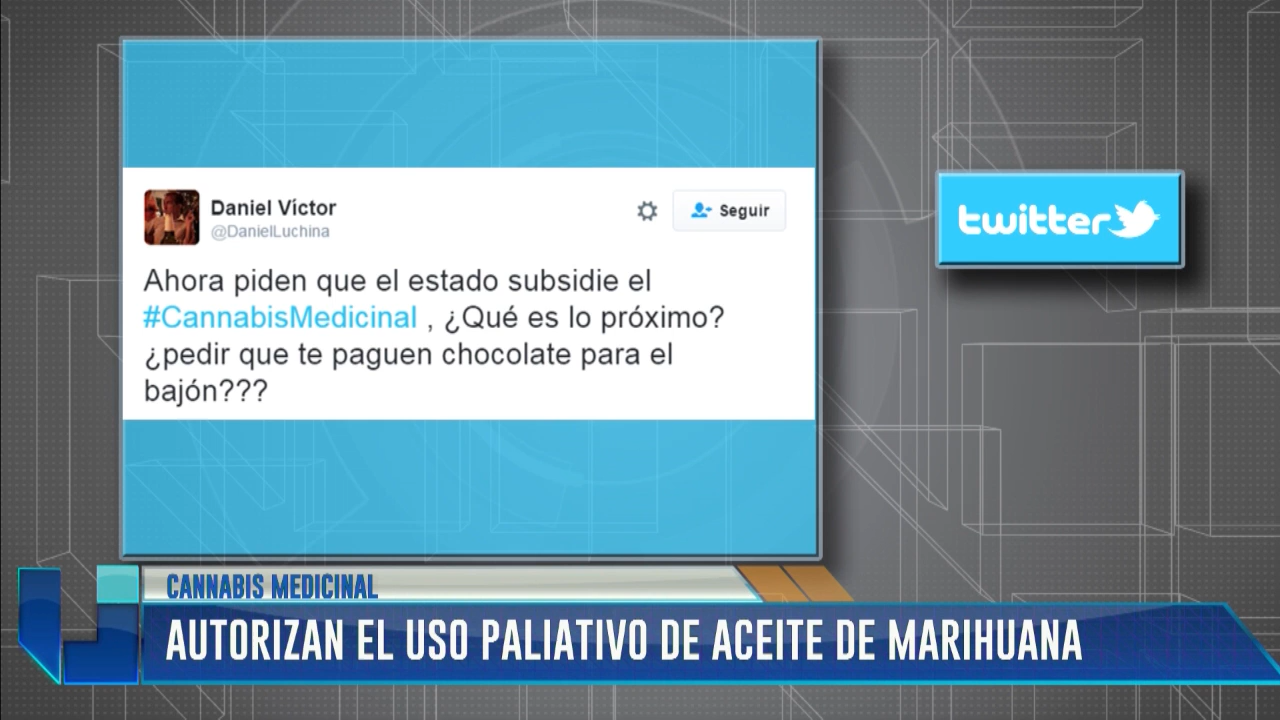 Daniel Víctor
@DanielLuchina
Seguir
Ahora piden que el estado subsidie el
#CannabisMedicinal , ¿Qué es lo próximo?
¿pedir que te paguen chocolate para el
bajón???
twitter
CANNABIS MEDICINAL
AUTORIZAN EL USO PALIATIVO DE ACEITE DE MARIHUANA